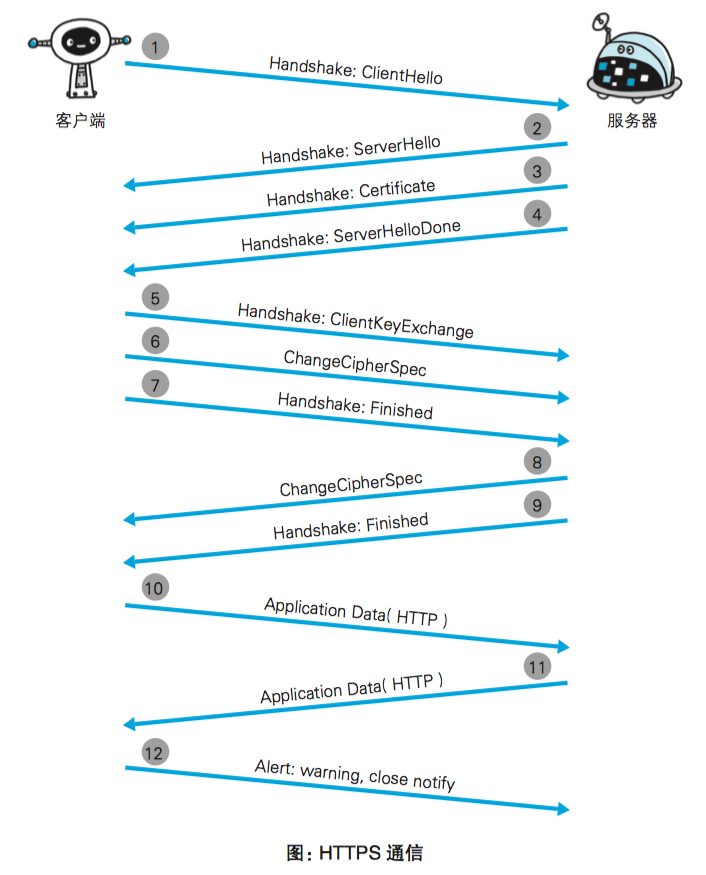 1
Handshake: ClientHello
客户端
服务器
2
Handshake: ServerHello
3
Handshake: Certificate
4
Handshake: ServerHelloDone
5
Handshake: ClientKeyExchange
6
ChangeCipherSpec
7
Handshake: Finished
8
ChangeCipherSpec
9
Handshake: Finished
10
Application Data( HTTP )
11
Application Data( HTTP )
12
Alert: warning, close notify
图：HTTPS 通信